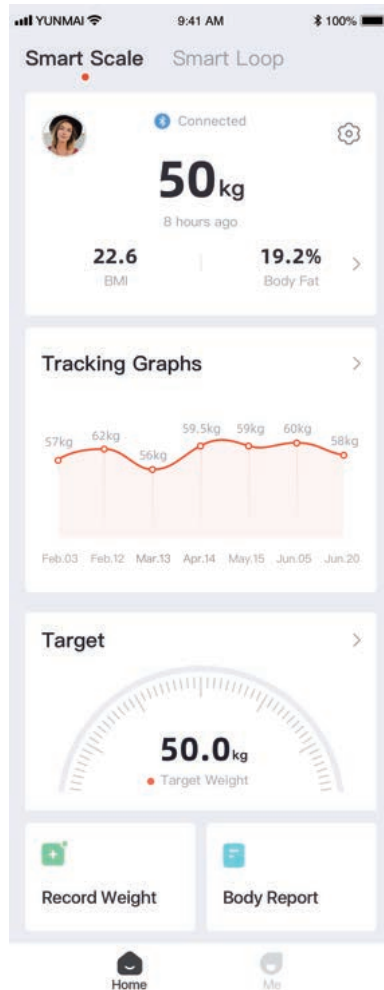 YUNMAI 9:41 AM 100%
Smart Scale Smart Loop
Connected
50kg
8 hours ago
22.6 19.2%
BMI Body Fat
Tracking Graphs
57kg 62kg 56kg 59.5kg 59kg 60kg 58kg
Feb.03 Feb.12 Mar.13 Apr.14 May.15 Jun.05 Jun.20
Target
50.0kg
Target Weight
Record Weight Body Report
Home Me